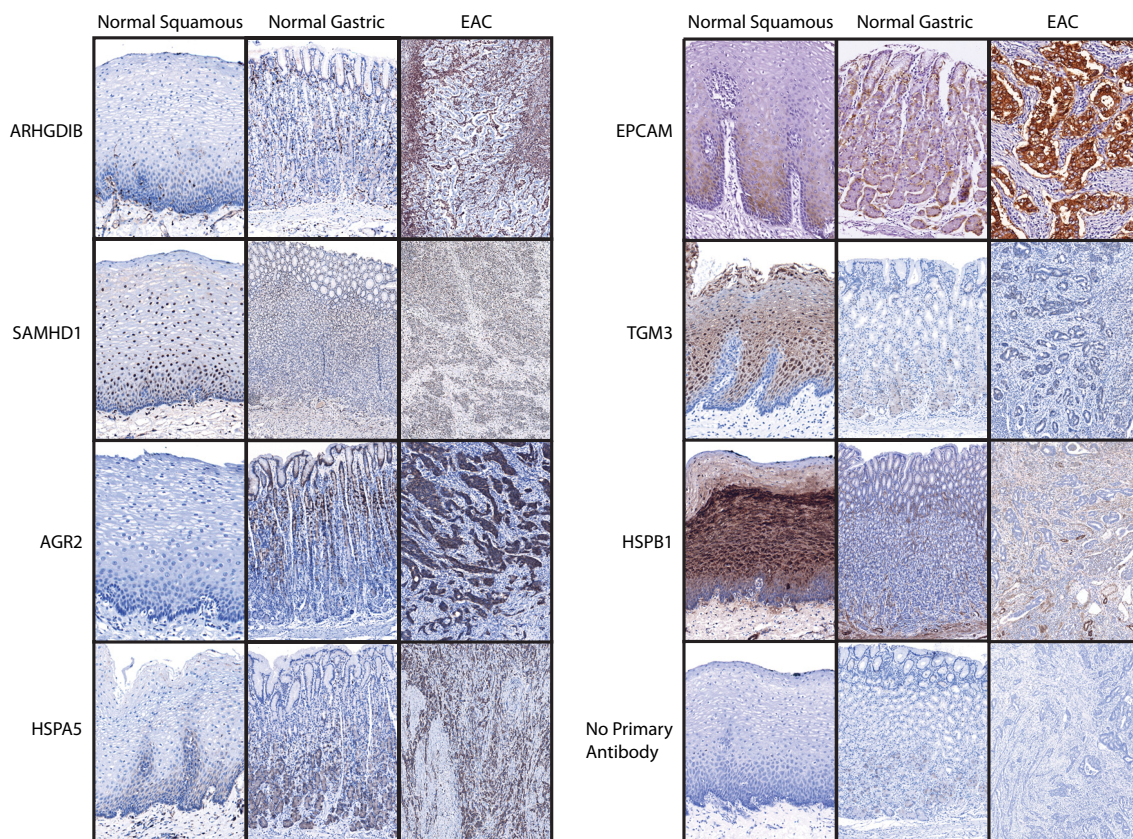 Normal Squamous Normal Gastric EAC
ARHGDIB
SAMHD1
AGR2
HSPA5
Normal Squamous Normal Gastric EAC
EPCAM
TGM3
HSPB1
No Primary
Antibody